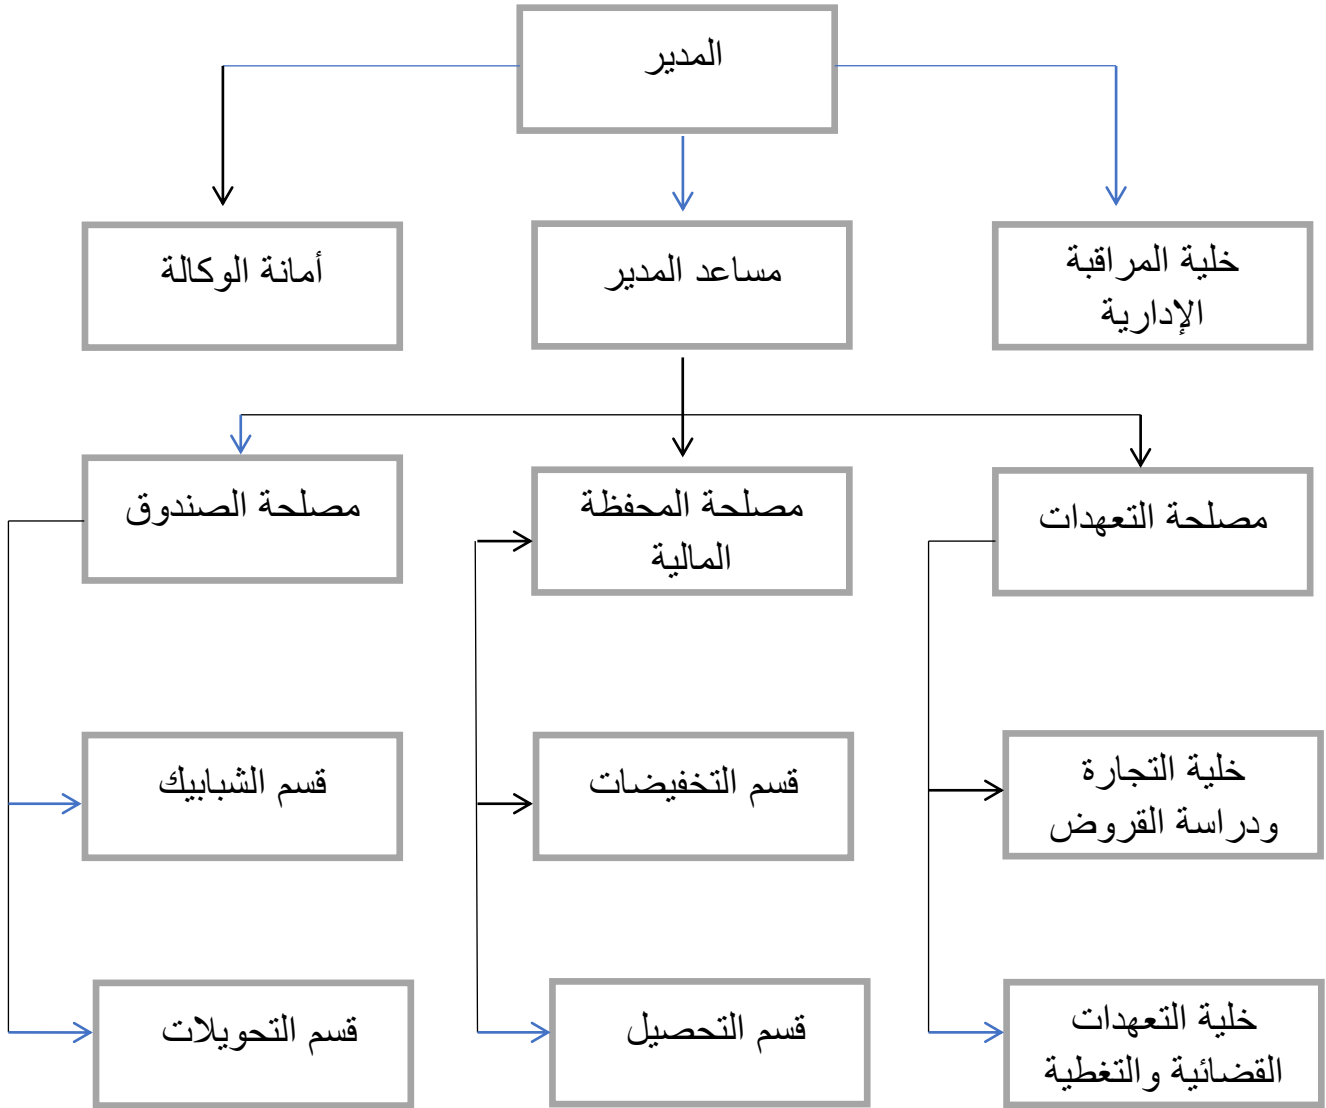 المدير
خلية المراقبة
الإدارية
مساعد المدير
أمانة الوكالة
مصلحة التعهدات
مصلحة المحفظة
المالية
مصلحة الصندوق
خلية التجارة
ودراسة القروض
قسم التخفيضات
قسم الشبابيك
خلية التعهدات
القضائية والتغطية
قسم التحصيل
قسم التحويلات